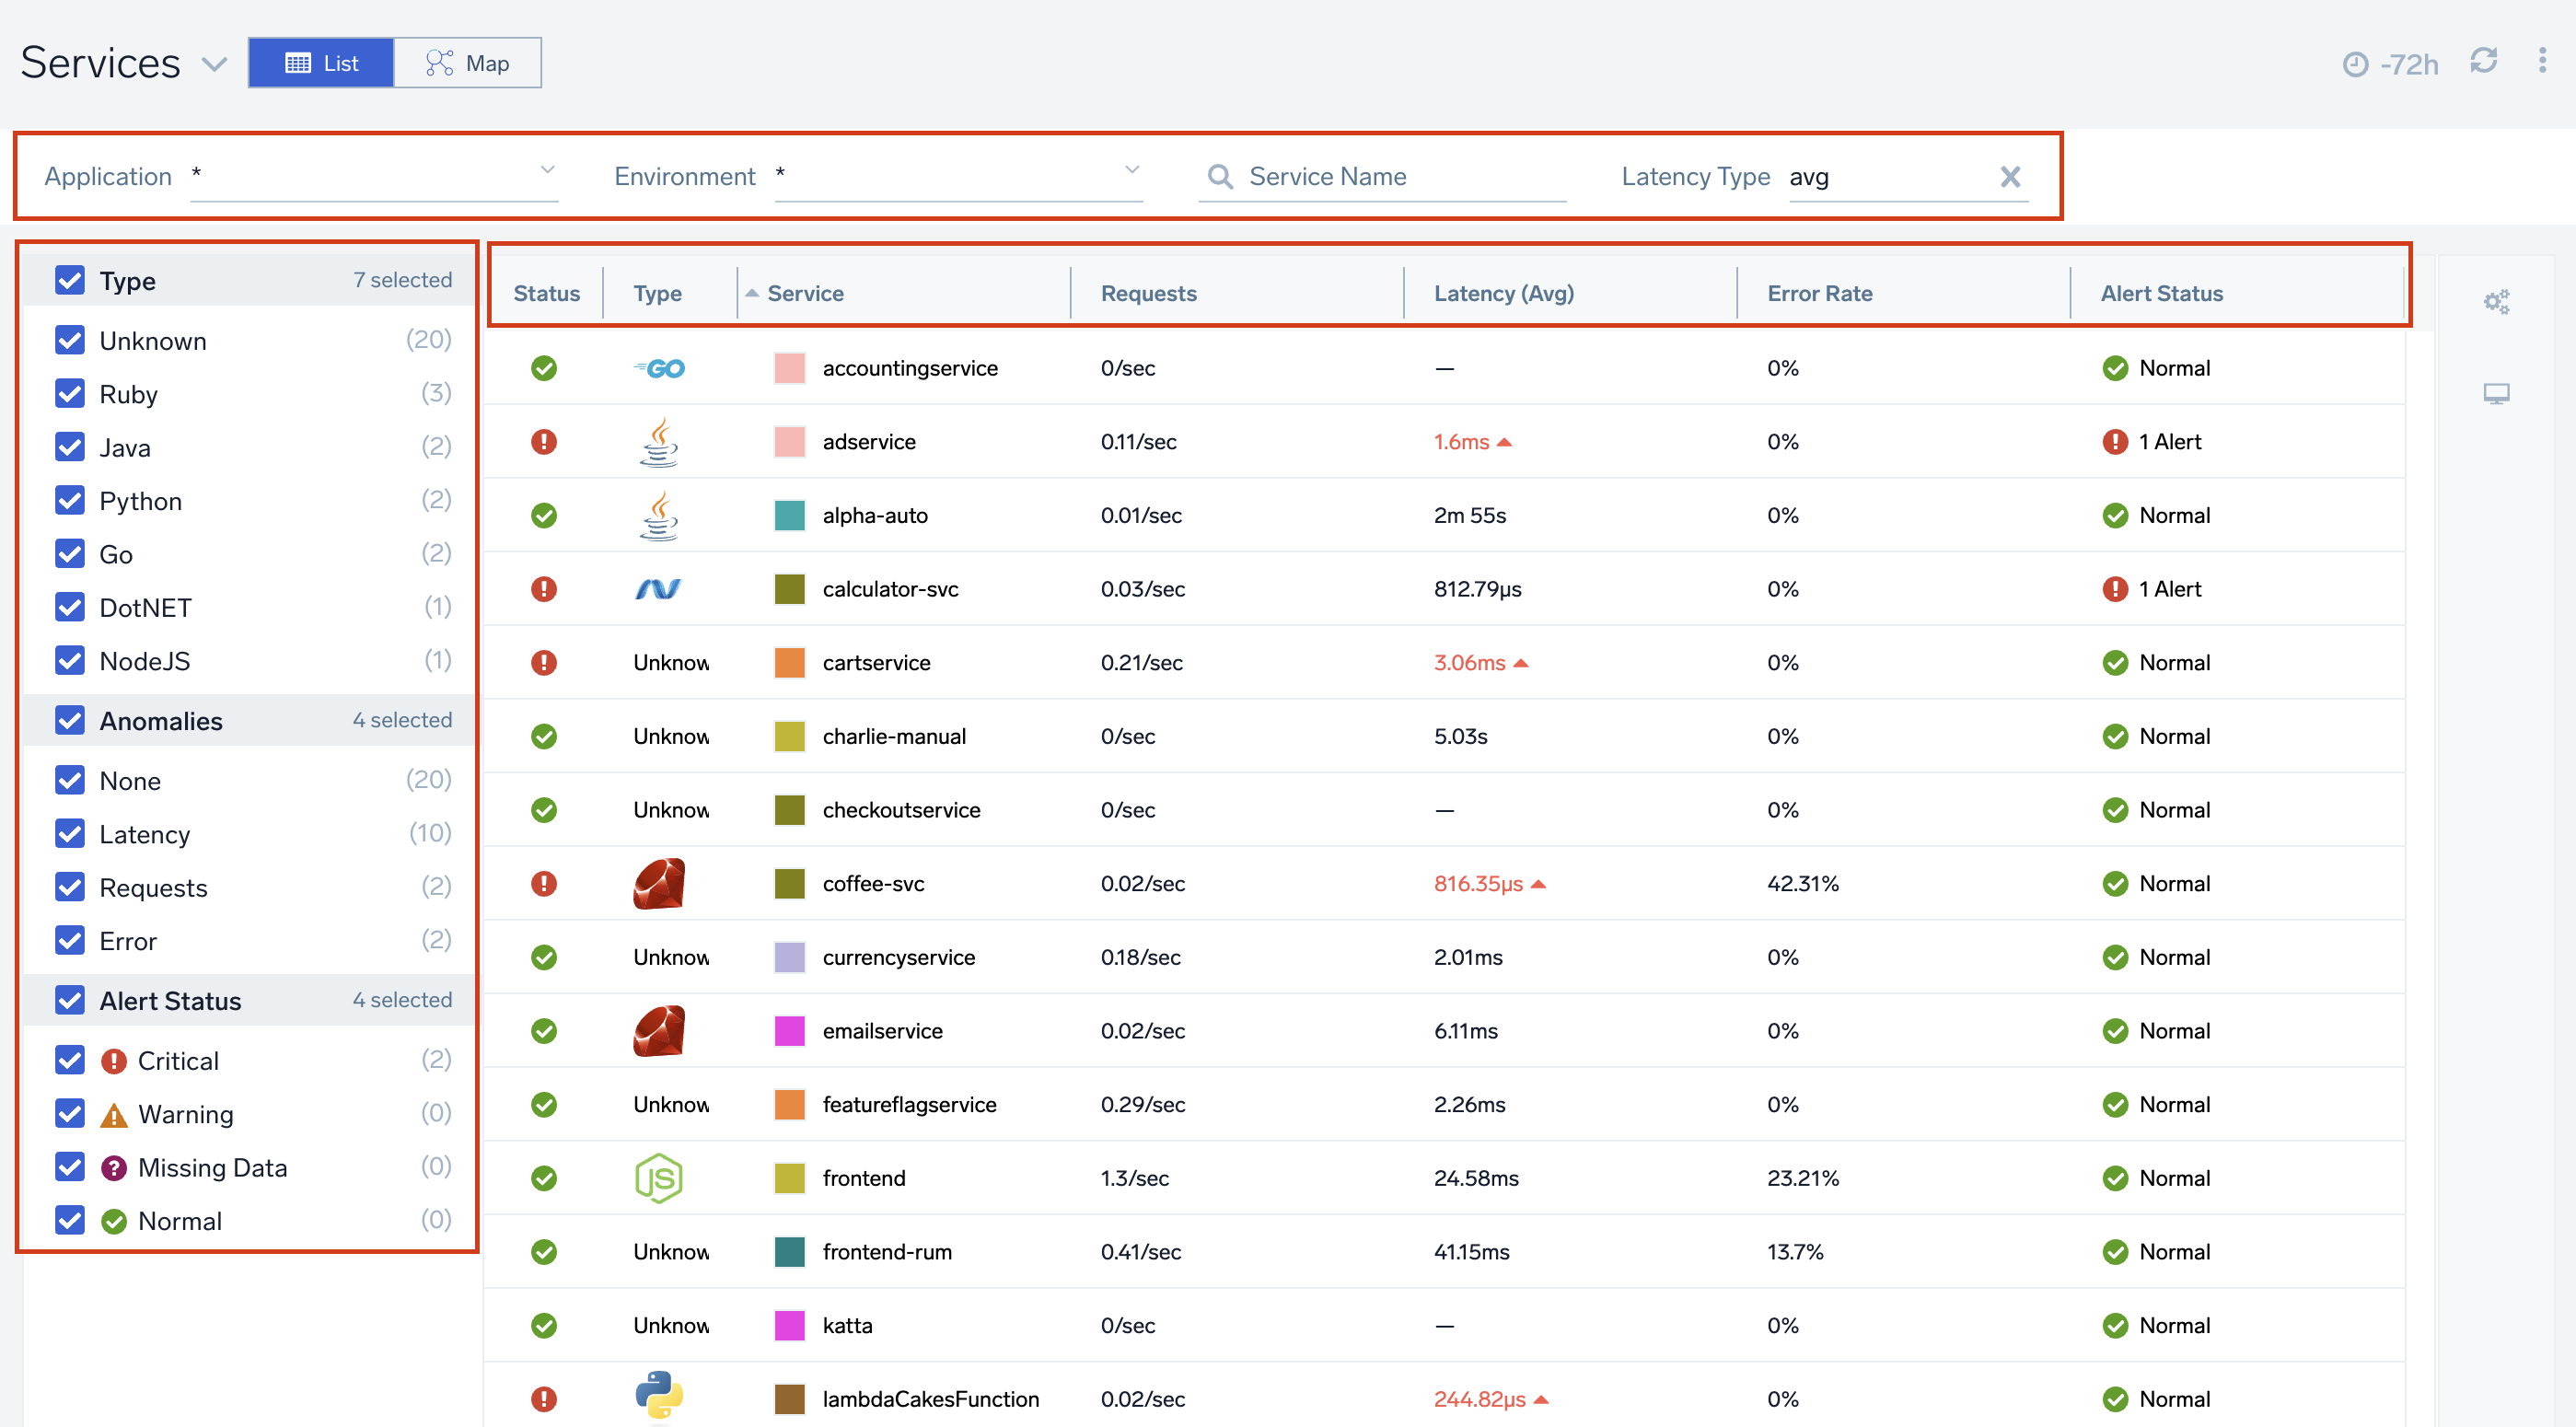 Services List Map -72h
Application * Environment * Service Name Latency Type avg
Type 7 selected
Unknown (20)
Ruby (3)
Java (2)
Python (2)
Go (2)
DotNET (1)
NodeJS (1)
Anomalies 4 selected
None (20)
Latency (10)
Requests (2)
Error (2)
Alert Status 4 selected
Critical (2)
Warning (0)
Missing Data (0)
Normal (0)
Status Type Service Requests Latency (Avg) Error Rate Alert Status
GO accountingservice 0/sec — 0% Normal
adservice 0.11/sec 1.6ms 0% 1 Alert
alpha-auto 0.01/sec 2m 55s 0% Normal
calculator-svc 0.03/sec 812.79µs 0% 1 Alert
Unknow cartservice 0.21/sec 3.06ms 0% Normal
Unknow charlie-manual 0/sec 5.03s 0% Normal
Unknow checkoutservice 0/sec — 0% Normal
coffee-svc 0.02/sec 816.35µs 42.31% Normal
Unknow currencyservice 0.18/sec 2.01ms 0% Normal
emailservice 0.02/sec 6.11ms 0% Normal
Unknow featureflagservice 0.29/sec 2.26ms 0% Normal
JS frontend 1.3/sec 24.58ms 23.21% Normal
Unknow frontend-rum 0.41/sec 41.15ms 13.7% Normal
Unknow katta 0/sec — 0% Normal
lambdaCakesFunction 0.02/sec 244.82µs 0% Normal